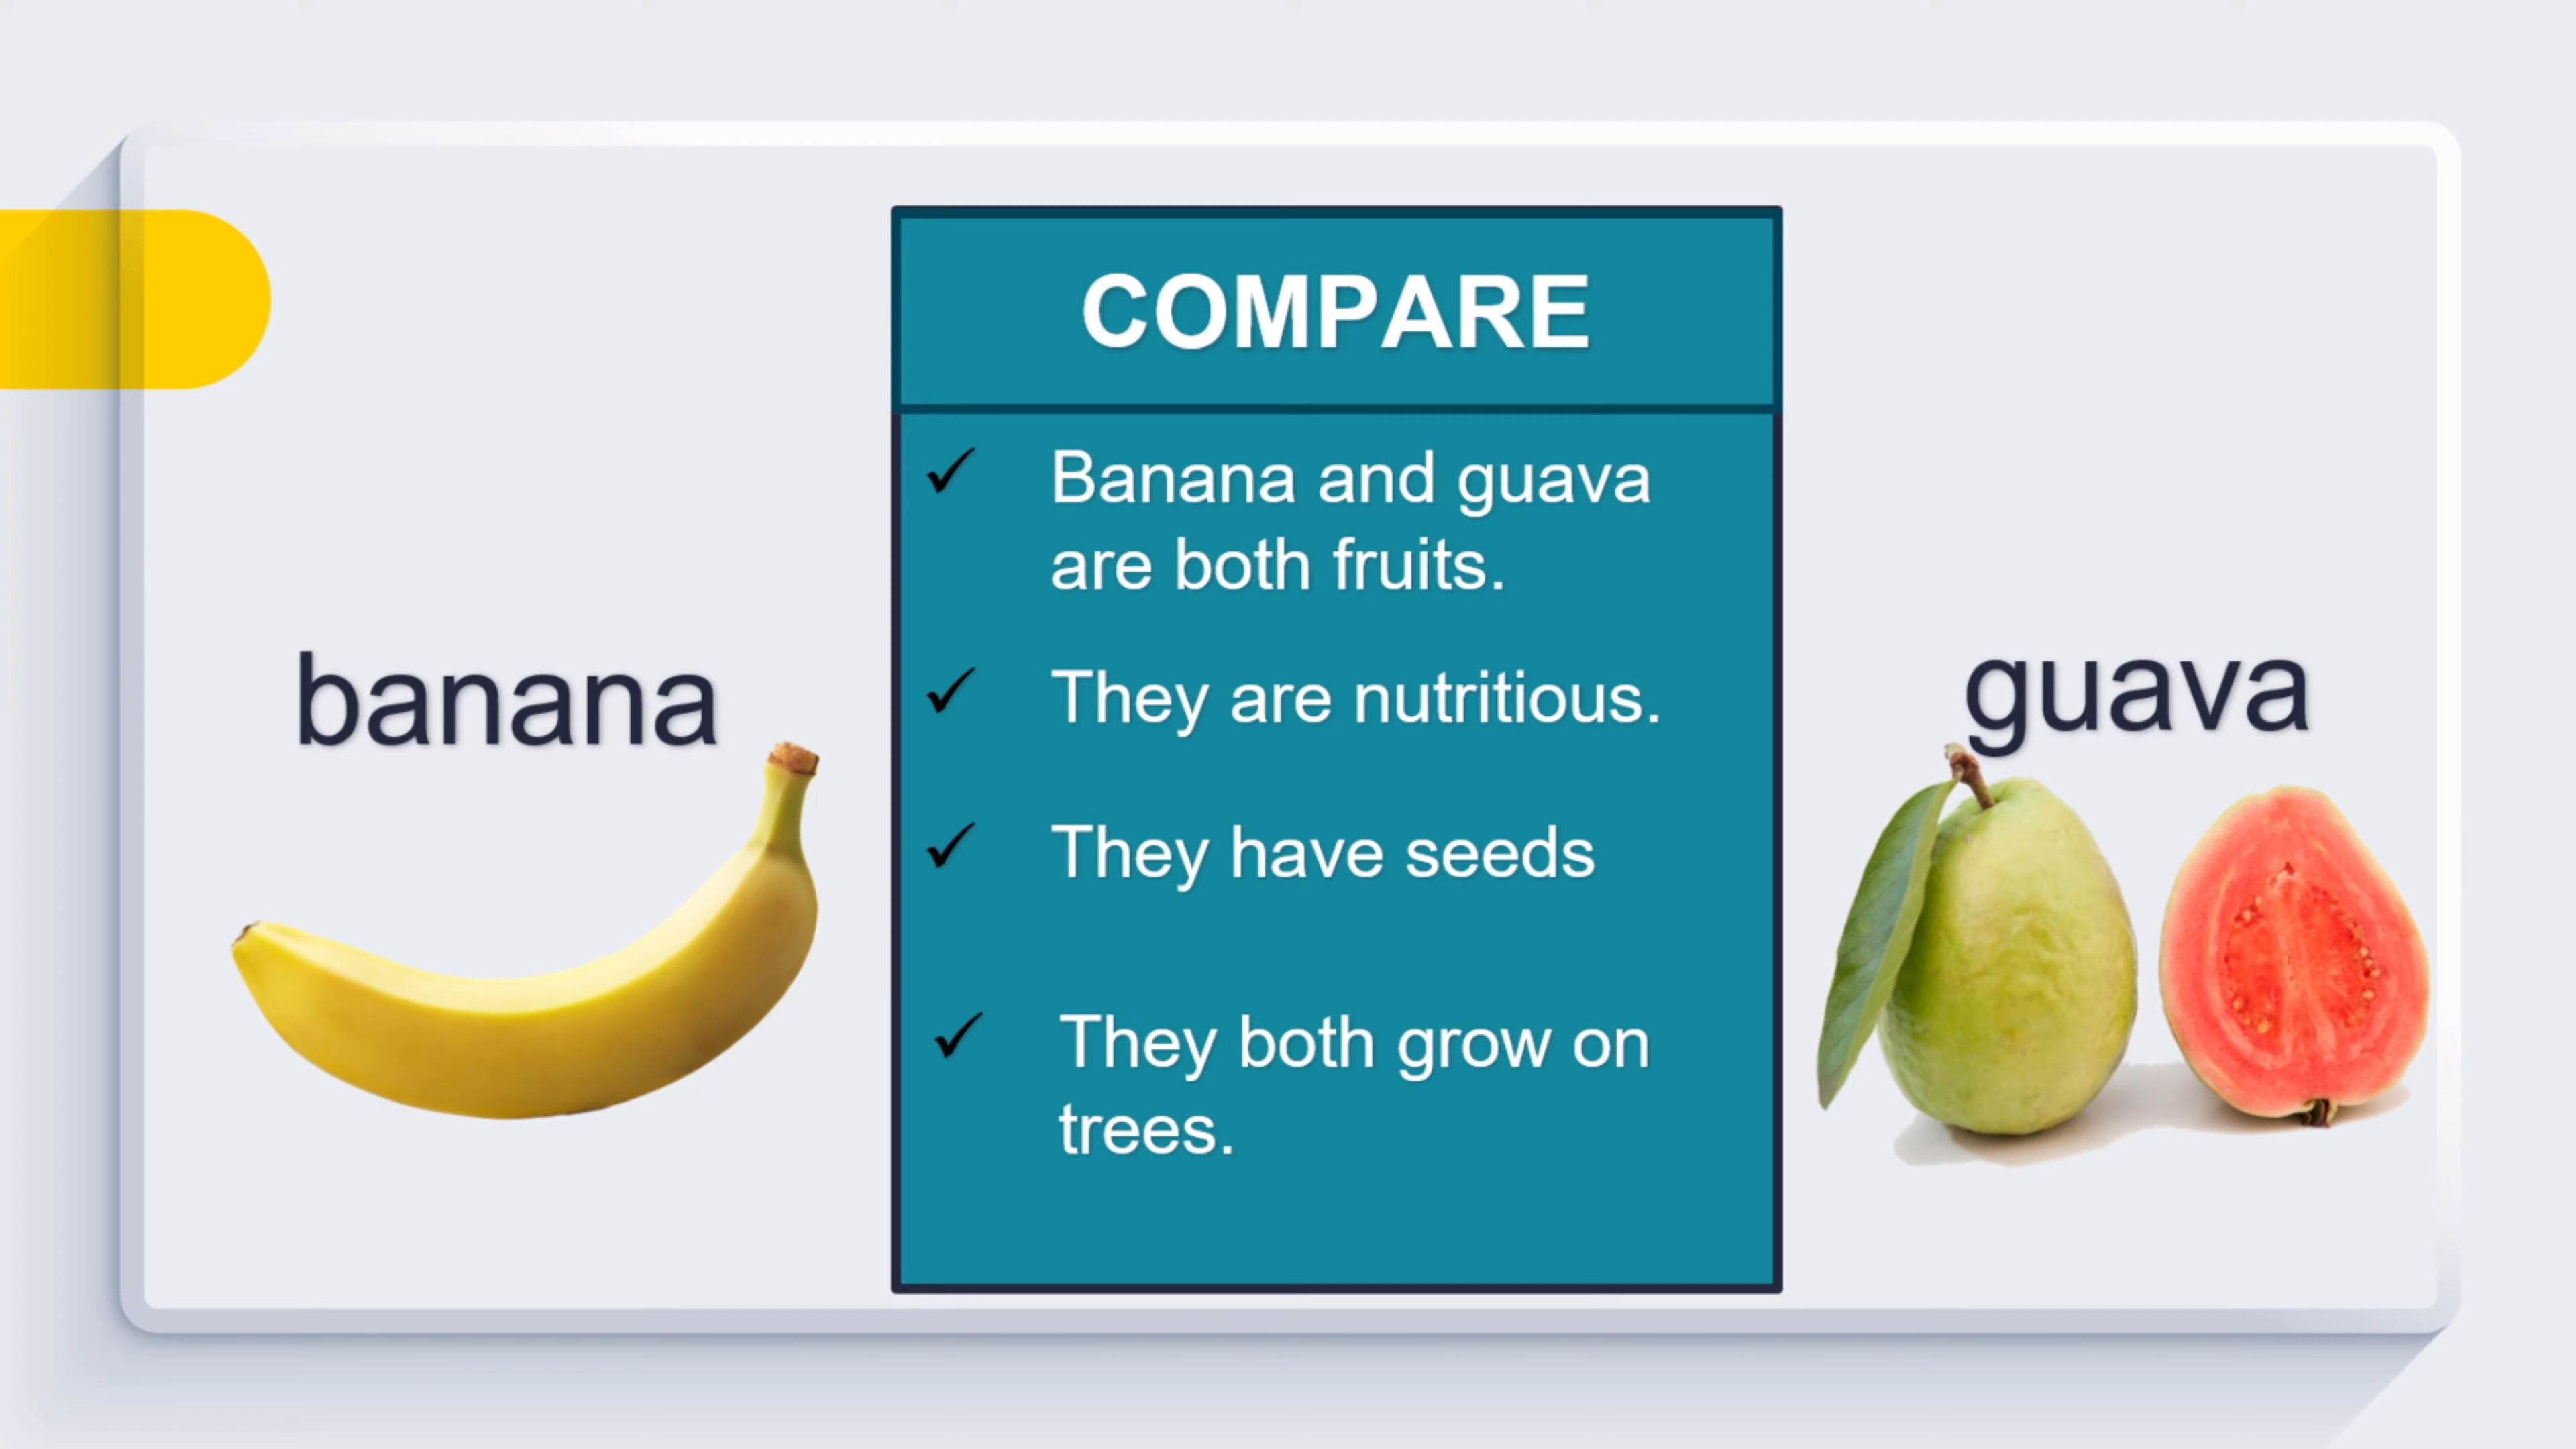 COMPARE
Banana and guava
are both fruits.
They are nutritious.
They have seeds
They both grow on
trees.
banana
guava